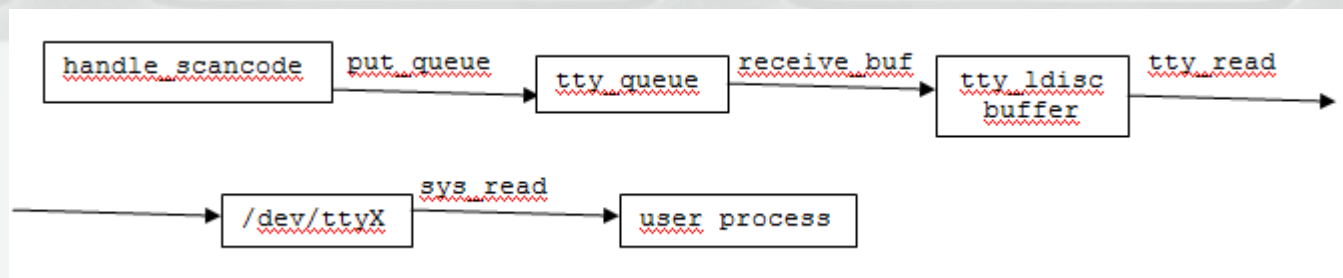 handle_scancode
put_queue
tty_queue
receive_buf
tty_ldisc
buffer
tty_read
/dev/ttyX
sys_read
user process